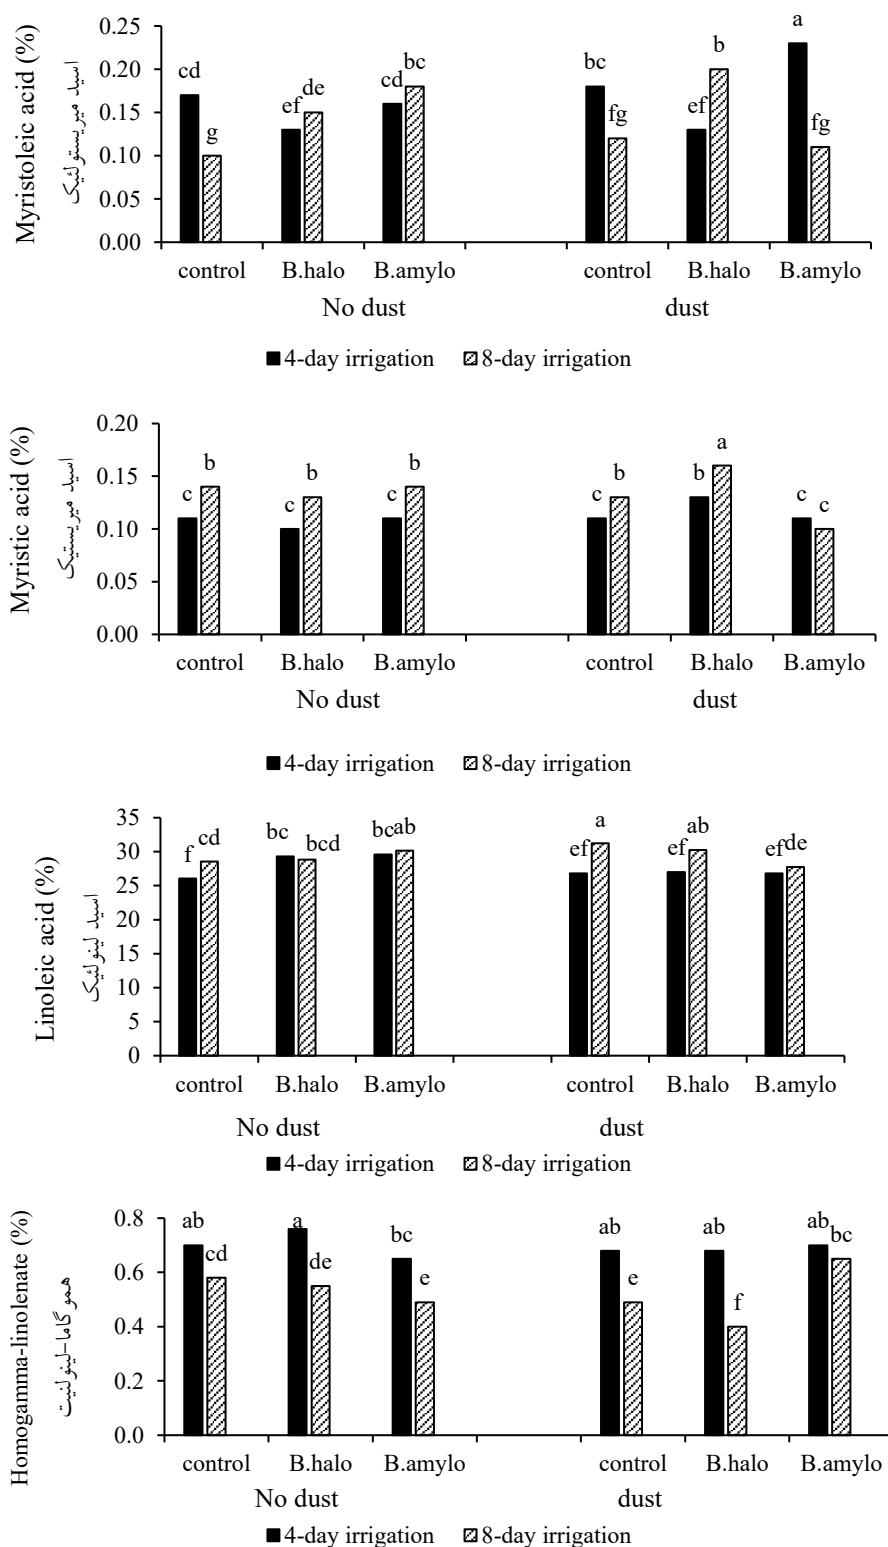 Myristoleic acid (%)
اسید میریستولئیک
0.25
0.20
0.15
0.10
0.05
0.00
cd
g
ef
de
cd
bc
bc
fg
ef
b
a
fg
control B.halo B.amylo control B.halo B.amylo
No dust dust
4-day irrigation 8-day irrigation
Myristic acid (%)
اسید میریستیک
0.20
0.15
0.10
0.05
0.00
c
b
c
b
c
b
c
b
b
a
c
c
control B.halo B.amylo control B.halo B.amylo
No dust dust
4-day irrigation 8-day irrigation
Linoleic acid (%)
اسید لینولئیک
35
30
25
20
15
10
5
0
f
cd
bc
bcd
bc
ab
ef
a
ef
ab
ef
de
control B.halo B.amylo control B.halo B.amylo
No dust dust
4-day irrigation 8-day irrigation
Homogamma-linolenate (%)
هموگاما-لینولنیت
0.8
0.6
0.4
0.2
0.0
ab
cd
a
de
bc
e
ab
e
ab
f
ab
bc
control B.halo B.amylo control B.halo B.amylo
No dust dust
4-day irrigation 8-day irrigation